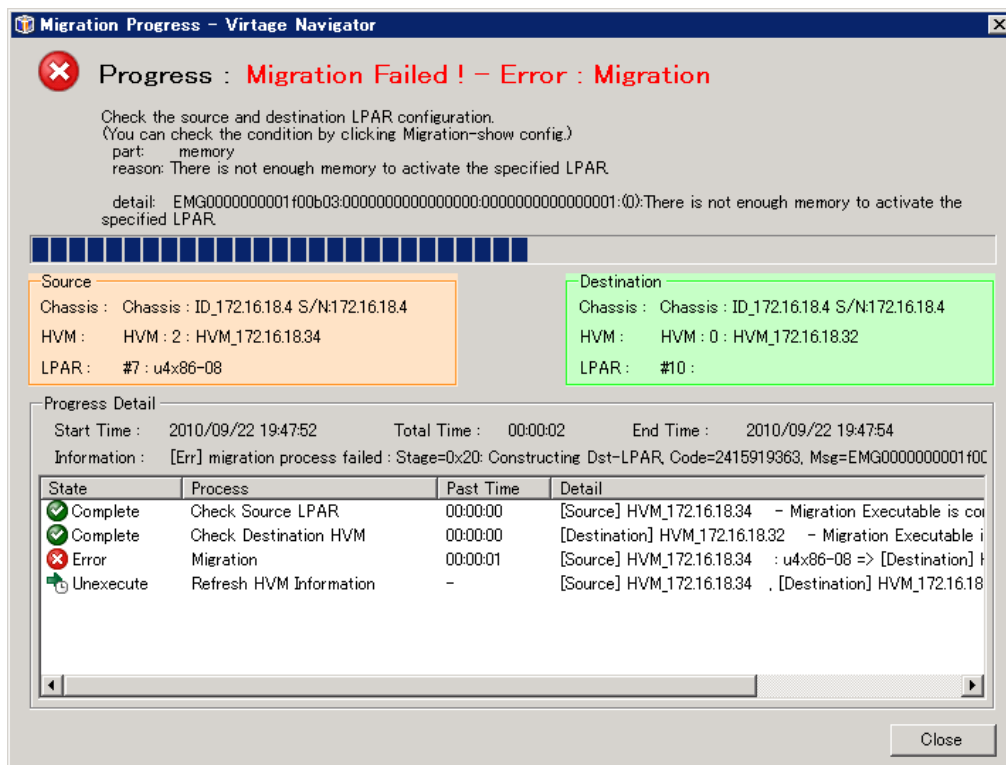 Migration Progress - Virtage Navigator
Progress : Migration Failed ! - Error : Migration
Check the source and destination LPAR configuration.
(You can check the condition by clicking Migration-show config.)
part: memory
reason: There is not enough memory to activate the specified LPAR.
detail: EMG0000000001f00b03:0000000000000000:0000000000000001:(0):There is not enough memory to activate the
specified LPAR.
Source
Chassis : Chassis : ID_172.16.18.4 S/N:172.16.18.4
HVM : HVM : 2 : HVM_172.16.18.34
LPAR : #7 : u4x86-08
Destination
Chassis : Chassis : ID_172.16.18.4 S/N:172.16.18.4
HVM : HVM : 0 : HVM_172.16.18.32
LPAR : #10 :
Progress Detail
Start Time : 2010/09/22 19:47:52 Total Time : 00:00:02 End Time : 2010/09/22 19:47:54
Information : [Err] migration process failed : Stage=0x20: Constructing Dst-LPAR, Code=2415919363, Msg=EMG0000000001f00
State Process Past Time Detail
Complete Check Source LPAR 00:00:00 [Source] HVM_172.16.18.34 - Migration Executable is co
Complete Check Destination HVM 00:00:00 [Destination] HVM_172.16.18.32 - Migration Executable i
Error Migration 00:00:01 [Source] HVM_172.16.18.34 : u4x86-08 => [Destination] H
Unexecute Refresh HVM Information - [Source] HVM_172.16.18.34 , [Destination] HVM_172.16.18
Close